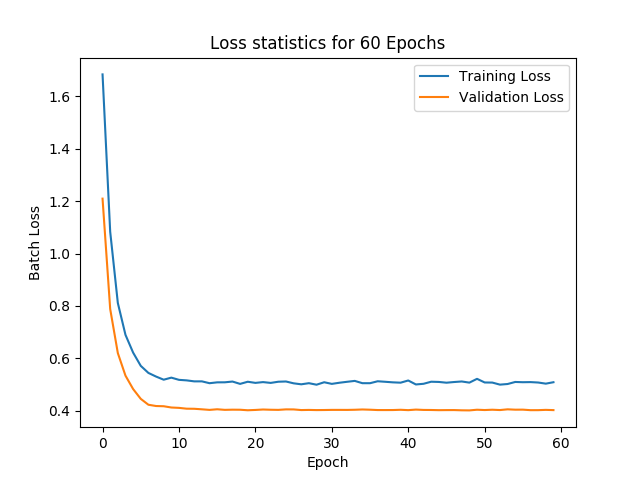 Loss statistics for 60 Epochs
Training Loss
Validation Loss
1.6
1.4
1.2
1.0
0.8
0.6
0.4
Batch Loss
0 10 20 30 40 50 60
Epoch